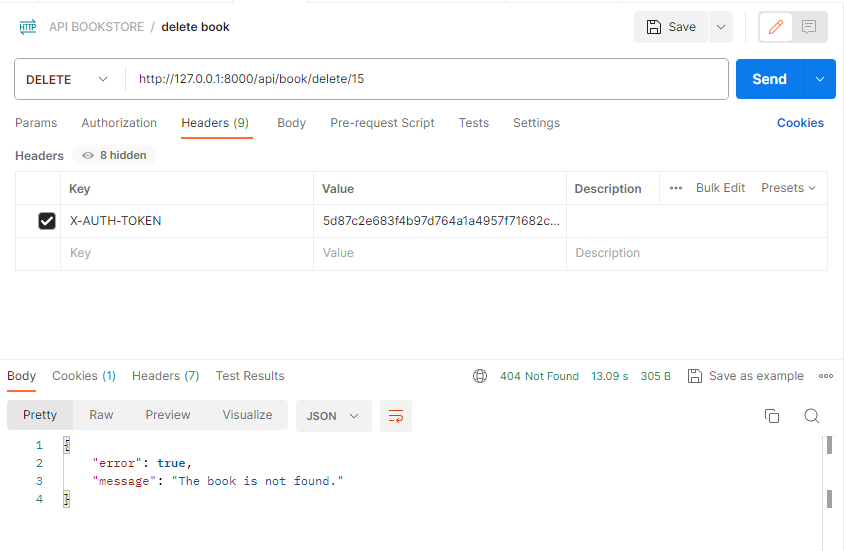 HTTP API BOOKSTORE / delete book Save
DELETE http://127.0.0.1:8000/api/book/delete/15 Send
Params Authorization Headers (9) Body Pre-request Script Tests Settings Cookies
Headers 8 hidden
Key Value Description ••• Bulk Edit Presets
X-AUTH-TOKEN 5d87c2e683f4b97d764a1a4957f71682c...
Key Value Description
Body Cookies (1) Headers (7) Test Results 404 Not Found 13.09 s 305 B Save as example •••
Pretty Raw Preview Visualize JSON
1 {
2 "error": true,
3 "message": "The book is not found."
4 }